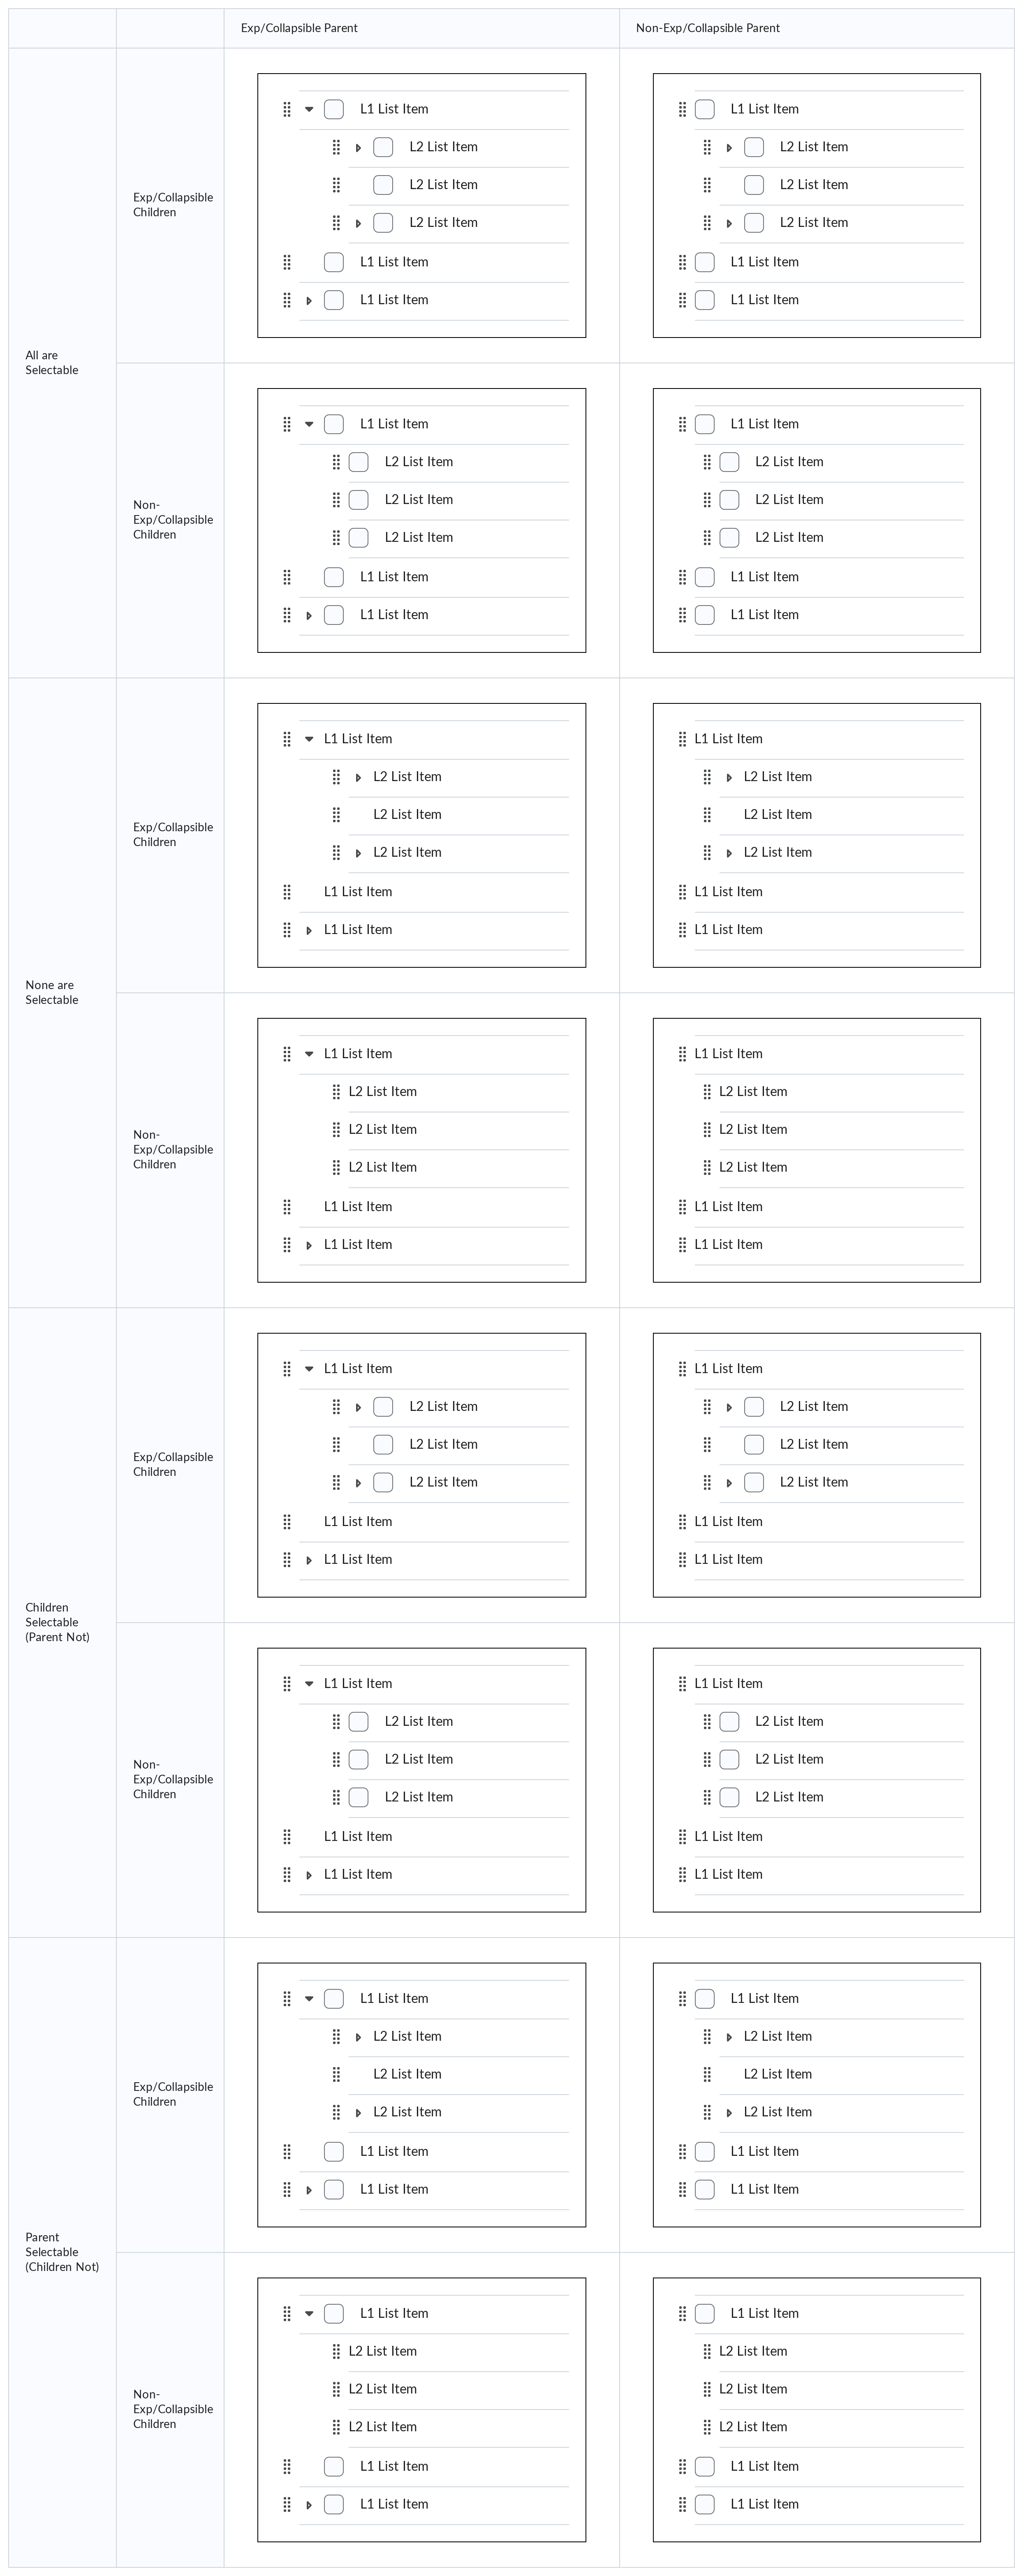 Exp/Collapsible Parent
Non-Exp/Collapsible Parent
All are
Selectable
Exp/Collapsible
Children
L1 List Item
L2 List Item
L2 List Item
L2 List Item
L1 List Item
L1 List Item
L1 List Item
L2 List Item
L2 List Item
L2 List Item
L1 List Item
L1 List Item
Non-
Exp/Collapsible
Children
L1 List Item
L2 List Item
L2 List Item
L2 List Item
L1 List Item
L1 List Item
L1 List Item
L2 List Item
L2 List Item
L2 List Item
L1 List Item
L1 List Item
None are
Selectable
Exp/Collapsible
Children
L1 List Item
L2 List Item
L2 List Item
L2 List Item
L1 List Item
L1 List Item
L1 List Item
L2 List Item
L2 List Item
L2 List Item
L1 List Item
L1 List Item
Non-
Exp/Collapsible
Children
L1 List Item
L2 List Item
L2 List Item
L2 List Item
L1 List Item
L1 List Item
L1 List Item
L2 List Item
L2 List Item
L2 List Item
L1 List Item
L1 List Item
Children
Selectable
(Parent Not)
Exp/Collapsible
Children
L1 List Item
L2 List Item
L2 List Item
L2 List Item
L1 List Item
L1 List Item
L1 List Item
L2 List Item
L2 List Item
L2 List Item
L1 List Item
L1 List Item
Non-
Exp/Collapsible
Children
L1 List Item
L2 List Item
L2 List Item
L2 List Item
L1 List Item
L1 List Item
L1 List Item
L2 List Item
L2 List Item
L2 List Item
L1 List Item
L1 List Item
Parent
Selectable
(Children Not)
Exp/Collapsible
Children
L1 List Item
L2 List Item
L2 List Item
L2 List Item
L1 List Item
L1 List Item
L1 List Item
L2 List Item
L2 List Item
L2 List Item
L1 List Item
L1 List Item
Non-
Exp/Collapsible
Children
L1 List Item
L2 List Item
L2 List Item
L2 List Item
L1 List Item
L1 List Item
L1 List Item
L2 List Item
L2 List Item
L2 List Item
L1 List Item
L1 List Item